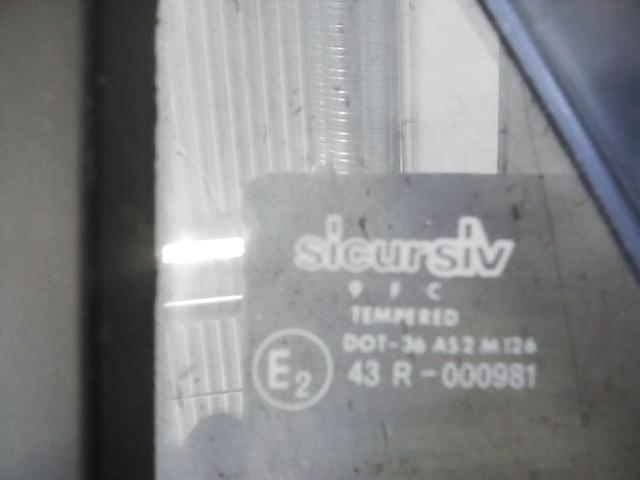 sicursiv
9 F C
TEMPERED
DOT-36 AS2 M126
E2
43 R-000981